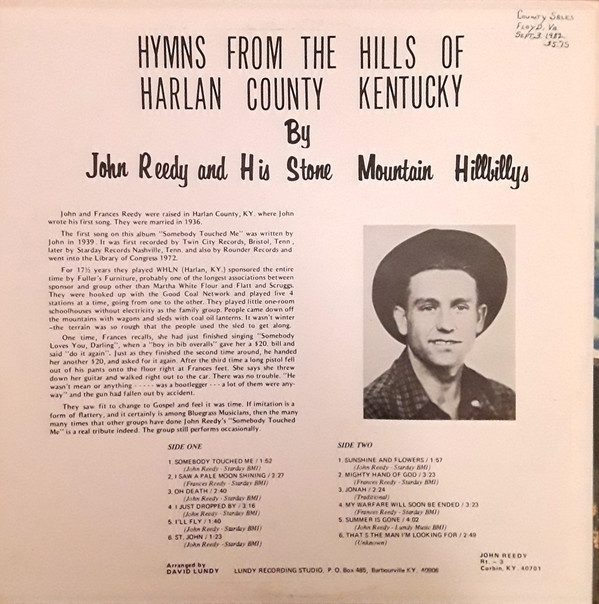 County Sales
Floyd, Va
Sept. 3 1982
$5.75
HYMNS FROM THE HILLS OF
HARLAN COUNTY KENTUCKY
By
John Reedy and His Stone Mountain Hillbillys
John and Frances Reedy were raised in Harlan County, KY. where John
wrote his first song. They were married in 1936.
The first song on this album "Somebody Touched Me" was written by
John in 1939. It was first recorded by Twin City Records, Bristol, Tenn.,
later by Starday Records Nashville, Tenn. and also by Rounder Records and
went into the Library of Congress 1972.
For 17½ years they played WHLN (Harlan, KY.) sponsored the entire
time by Fuller's Furniture, probably one of the longest associations between
sponsor and group other than Martha White Flour and Flatt and Scruggs.
They were hooked up with the Good Coal Network and played live 4
stations at a time, going from one to the other. They played little one-room
schoolhouses without electricity as the family group. People came down off
the mountains with wagons and sleds with coal oil lanterns. It wasn't winter
-the terrain was so rough that the people used the sled to get along.
One time, Frances recalls, she had just finished singing "Somebody
Loves You, Darling", when a "boy in bib overalls" gave her a $20. bill and
said "do it again". Just as they finished the second time around, he handed
her another $20, and asked for it again. After the third time a long pistol fell
out of his pants onto the floor right at Frances feet. She says she threw
down her guitar and walked right out to the car. There was no trouble. "He
wasn't mean or anything ----- was a bootlegger --- a lot of them were any-
way" and the gun had fallen out by accident.
They saw fit to change to Gospel and feel it was time. If imitation is a
form of flattery, and it certainly is among Bluegrass Musicians, then the many
many times that other groups have done John Reedy's "Somebody Touched
Me" is a real tribute indeed. The group still performs occasionally.
SIDE ONE
1. SOMEBODY TOUCHED ME / 1:52
(John Reedy - Starday BMI)
2. I SAW A PALE MOON SHINING / 2:27
(Frances Reedy - Starday BMI)
3. OH DEATH / 2:40
(John Reedy - Starday BMI)
4. I JUST DROPPED BY / 3:16
(John Reedy - Starday BMI)
5. I'LL FLY / 1:40
(John Reedy - Starday BMI)
6. ST. JOHN / 1:23
(John Reedy - Starday BMI)
SIDE TWO
1. SUNSHINE AND FLOWERS / 1:57
(John Reedy - Starday BMI)
2. MIGHTY HAND OF GOD / 3:23
(Frances Reedy - Starday BMI)
3. JONAH / 2:24
(Traditional)
4. MY WARFARE WILL SOON BE ENDED / 3:23
(Frances Reedy - Starday BMI)
5. SUMMER IS GONE / 4:02
(John Reedy - Lundy Music BMI)
6. THAT'S THE MAN I'M LOOKING FOR / 2:49
(Unknown)
Arranged by
DAVID LUNDY
LUNDY RECORDING STUDIO, P.O. Box 485, Barbourville KY. 40906
JOHN REEDY
Rt. - 3
Corbin, KY. 40701